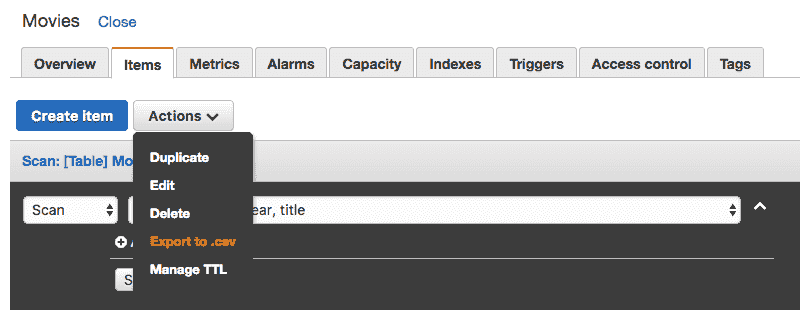 Movies Close
Overview Items Metrics Alarms Capacity Indexes Triggers Access control Tags
Create item Actions
Scan: [Table] Mo
Duplicate
Edit
Scan
Delete
ear, title
Export to .csv
Manage TTL
S